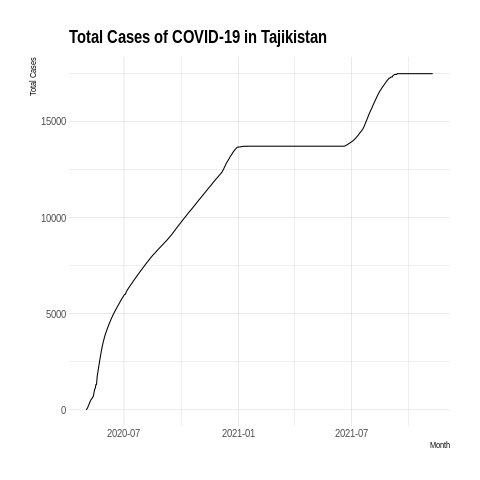 Total Cases of COVID-19 in Tajikistan
Total Cases
15000
10000
5000
0
2020-07
2021-01
2021-07
Month